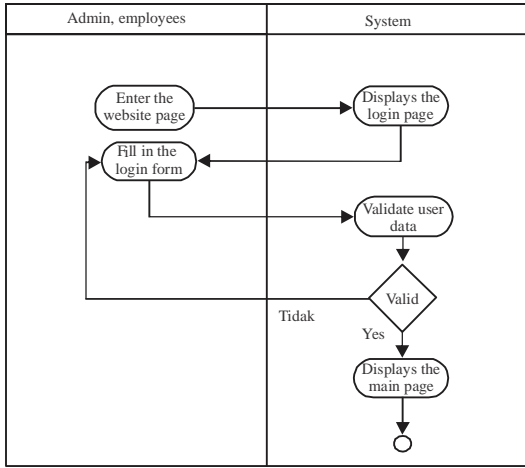 Admin, employees
System
Enter the
website page
Displays the
login page
Fill in the
login form
Validate user
data
Valid
Tidak
Yes
Displays the
main page